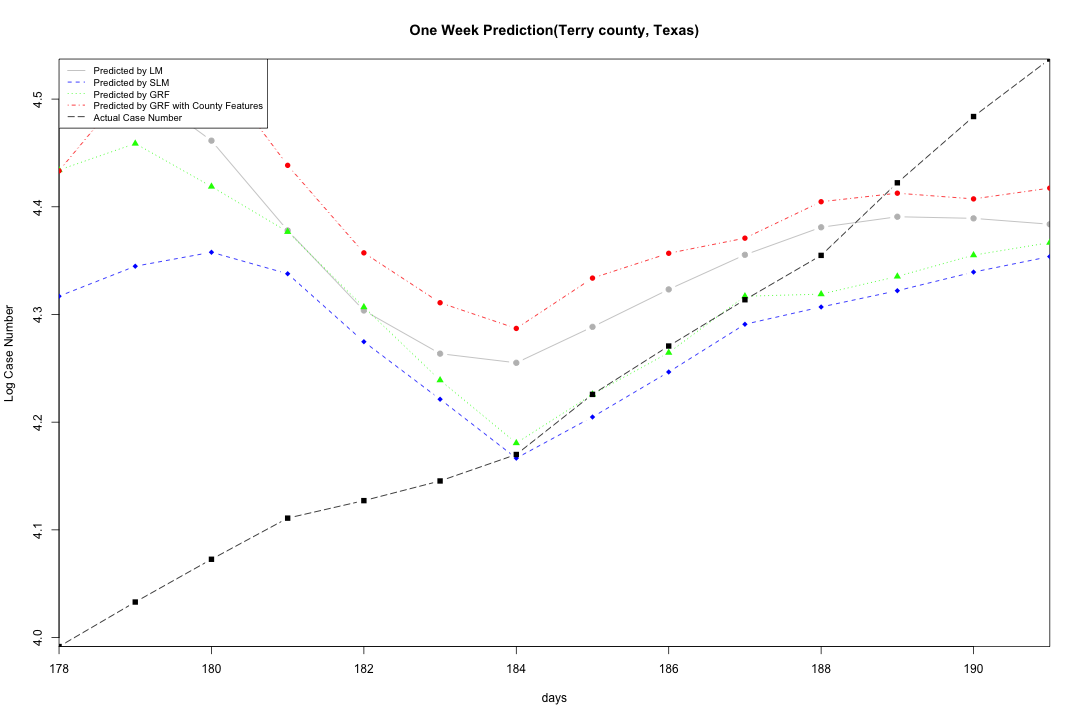 One Week Prediction(Terry county, Texas)
Predicted by LM
Predicted by SLM
Predicted by GRF
Predicted by GRF with County Features
Actual Case Number
4.5
4.4
4.3
4.2
4.1
4.0
Log Case Number
178 180 182 184 186 188 190
days